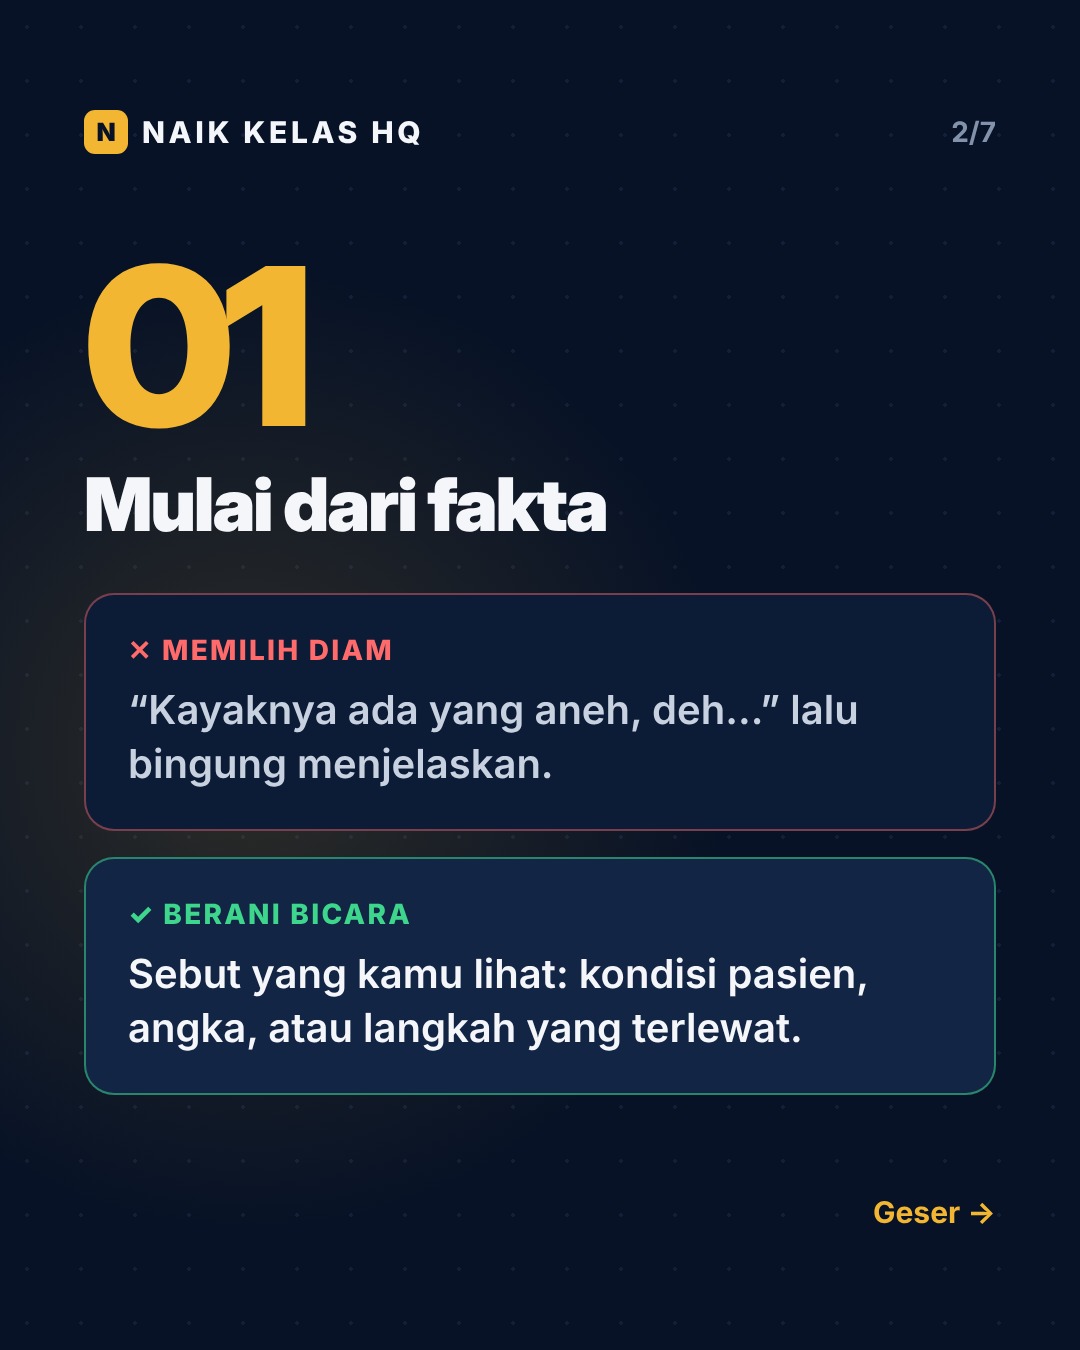 N NAIK KELAS HQ
2/7
01
Mulai dari fakta
✕ MEMILIH DIAM
“Kayaknya ada yang aneh, deh…” lalu
bingung menjelaskan.
✓ BERANI BICARA
Sebut yang kamu lihat: kondisi pasien,
angka, atau langkah yang terlewat.
Geser →